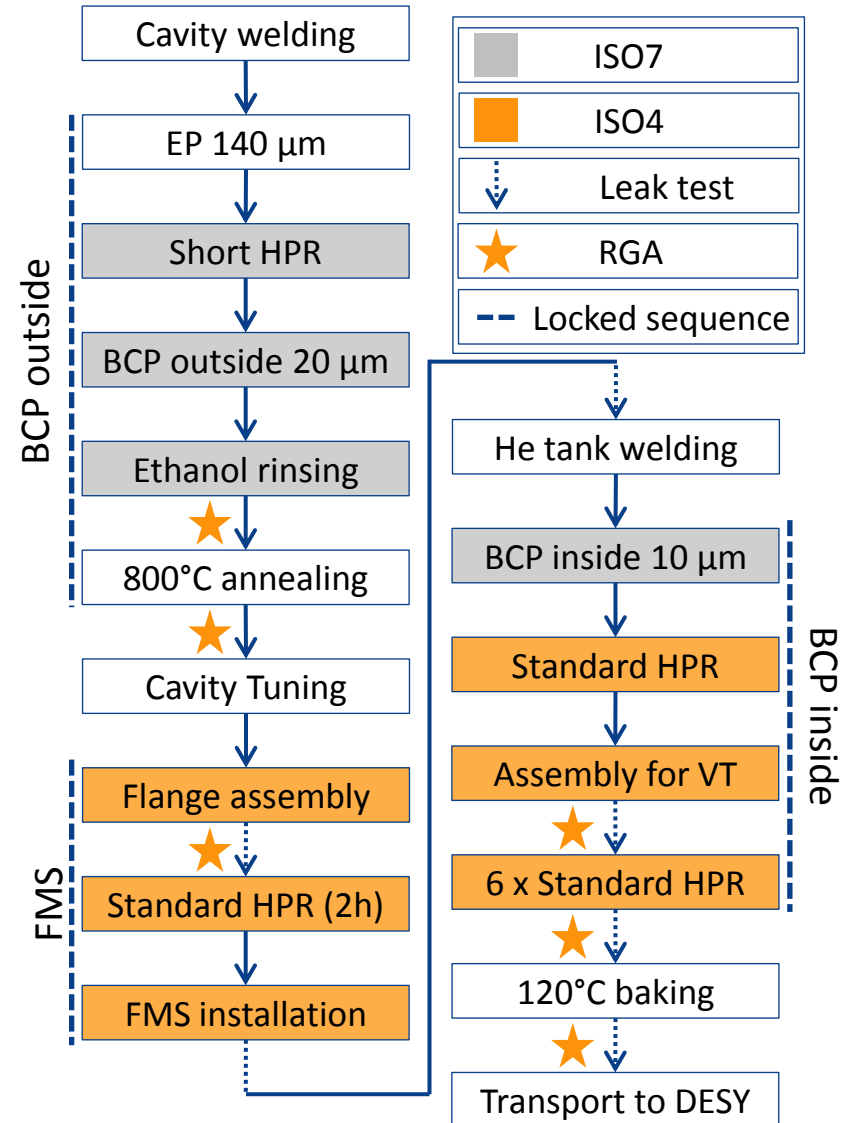 Cavity welding
EP 140 µm
Short HPR
BCP outside 20 µm
Ethanol rinsing
800°C annealing
Cavity Tuning
Flange assembly
Standard HPR (2h)
FMS installation
BCP outside
FMS
ISO7
ISO4
Leak test
RGA
Locked sequence
He tank welding
BCP inside 10 µm
Standard HPR
Assembly for VT
6 x Standard HPR
120°C baking
Transport to DESY
BCP inside